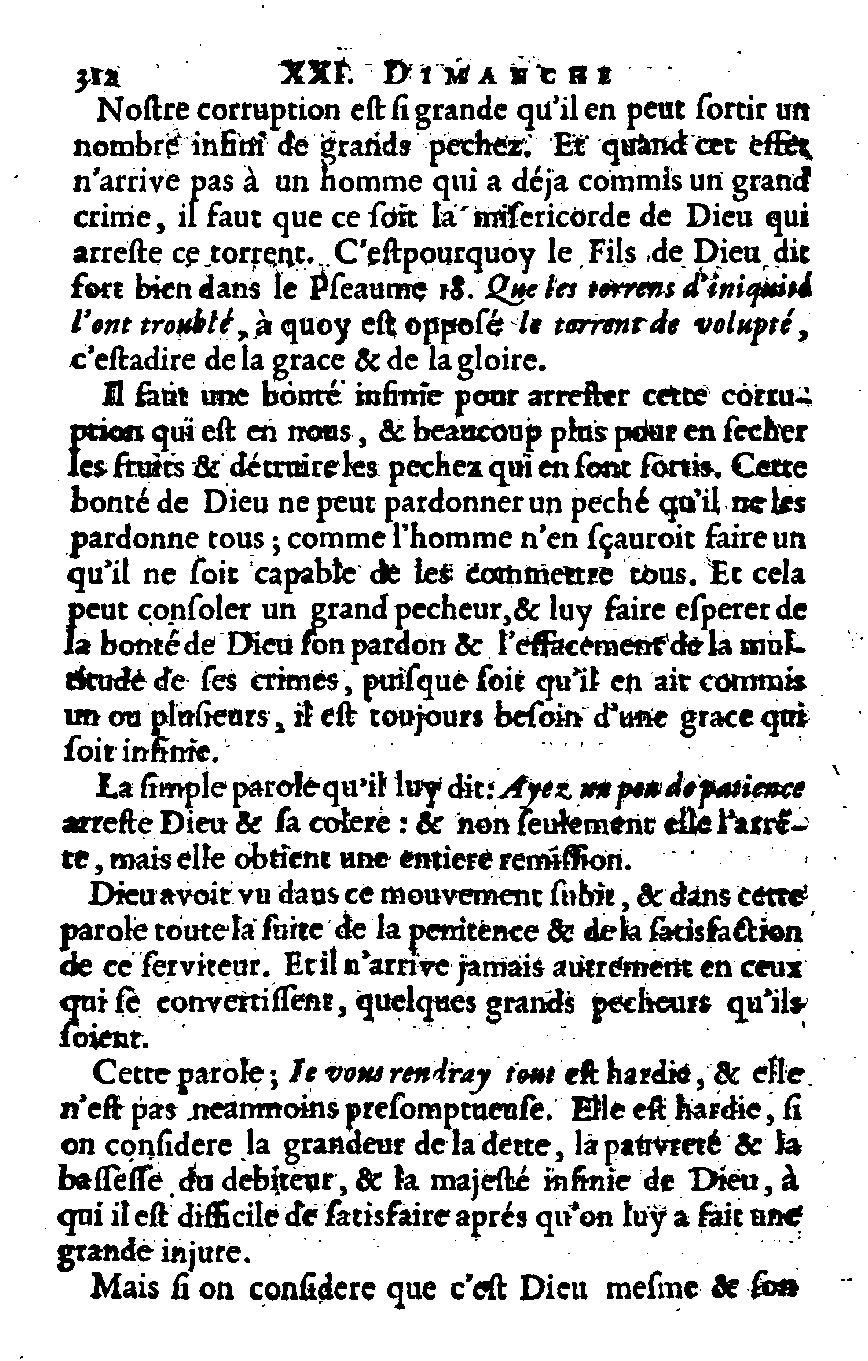 312 XXI. DIMANCHE
Noſtre corruption eſt ſi grande qu'il en peut ſortir un
nombre infini de grands pechez. Et quand cet effet
n'arrive pas à un homme qui a déja commis un grand
crime, il faut que ce ſoit la miſericorde de Dieu qui
arreſte ce torrent. C'eſtpourquoy le Fils de Dieu dit
fort bien dans le Pſeaume 18. Que les torrens d'iniquité
l'ont troublé, à quoy eſt oppoſé le torrent de volupté,
c'eſtadire de la grace & de la gloire.
Il faut une bonté infinie pour arreſter cette corru-
ption qui eſt en nous, & beaucoup plus pour en ſecher
les fruits & détruire les pechez qui en ſont ſortis. Cette
bonté de Dieu ne peut pardonner un peché qu'il ne les
pardonne tous ; comme l'homme n'en ſçauroit faire un
qu'il ne ſoit capable de les commettre tous. Et cela
peut conſoler un grand pecheur, & luy faire eſperer de
la bonté de Dieu ſon pardon & l'effacement de la mul-
titude de ſes crimes, puiſque ſoit qu'il en ait commis
un ou pluſieurs, il eſt toujours beſoin d'une grace qui
ſoit infinie.
La ſimple parole qu'il luy dit: Ayez un peu de patience
arreſte Dieu & ſa colere : & non ſeulement elle l'arrê-
te, mais elle obtient une entiere remiſſion.
Dieu avoit vu dans ce mouvement ſubit, & dans cette
parole toute la ſuite de la penitence & de la ſatisfaction
de ce ſerviteur. Et il n'arrive jamais autrement en ceux
qui ſe convertiſſent, quelques grands pecheurs qu'ils
ſoient.
Cette parole ; Je vous rendray tout eſt hardie, & elle
n'eſt pas neanmoins preſomptueuſe. Elle eſt hardie, ſi
on conſidere la grandeur de la dette, la pauvreté & la
baſſeſſe du debiteur, & la majeſté infinie de Dieu, à
qui il eſt difficile de ſatisfaire aprés qu'on luy a fait une
grande injure.
Mais ſi on conſidere que c'eſt Dieu meſme & ſon